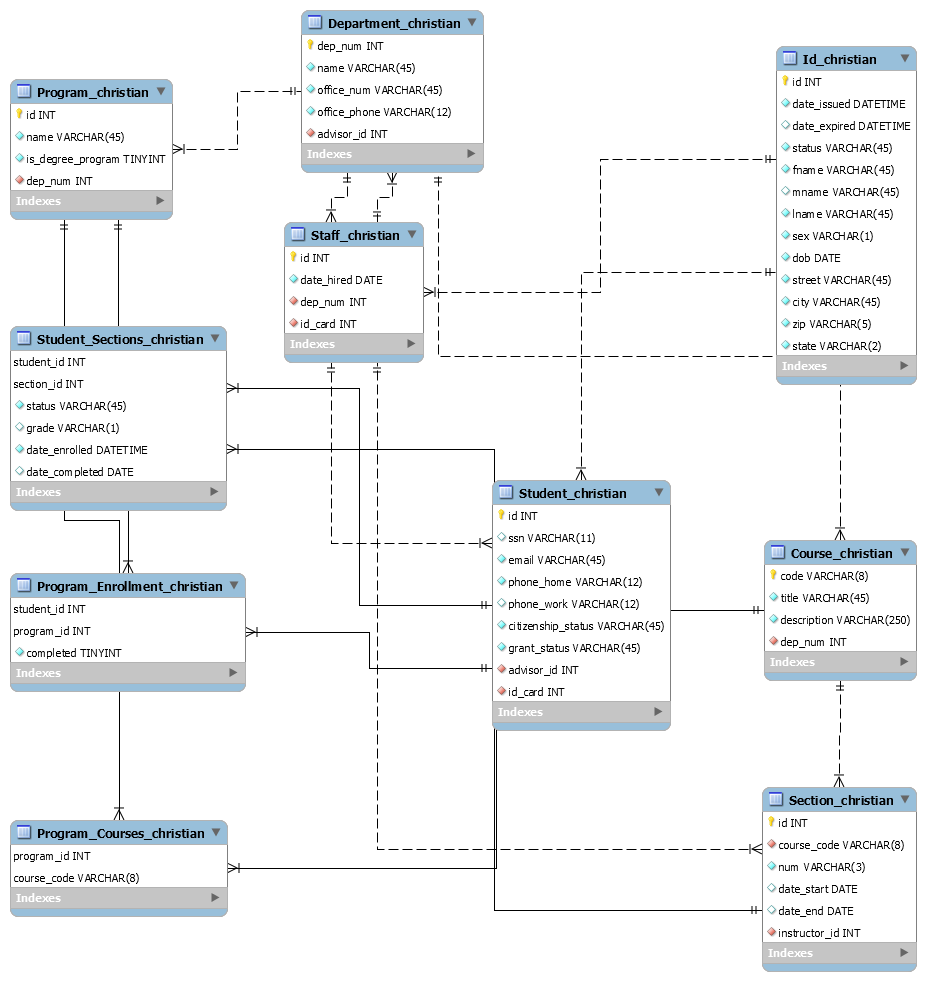 Department_christian
dep_num INT
name VARCHAR(45)
office_num VARCHAR(45)
office_phone VARCHAR(12)
advisor_id INT
Indexes
Id_christian
id INT
date_issued DATETIME
date_expired DATETIME
status VARCHAR(45)
fname VARCHAR(45)
mname VARCHAR(45)
lname VARCHAR(45)
sex VARCHAR(1)
dob DATE
street VARCHAR(45)
city VARCHAR(45)
zip VARCHAR(5)
state VARCHAR(2)
Indexes
Program_christian
id INT
name VARCHAR(45)
is_degree_program TINYINT
dep_num INT
Indexes
Staff_christian
id INT
date_hired DATE
dep_num INT
id_card INT
Indexes
Student_Sections_christian
student_id INT
section_id INT
status VARCHAR(45)
grade VARCHAR(1)
date_enrolled DATETIME
date_completed DATE
Indexes
Student_christian
id INT
ssn VARCHAR(11)
email VARCHAR(45)
phone_home VARCHAR(12)
phone_work VARCHAR(12)
citizenship_status VARCHAR(45)
grant_status VARCHAR(45)
advisor_id INT
id_card INT
Indexes
Course_christian
code VARCHAR(8)
title VARCHAR(45)
description VARCHAR(250)
dep_num INT
Indexes
Program_Enrollment_christian
student_id INT
program_id INT
completed TINYINT
Indexes
Program_Courses_christian
program_id INT
course_code VARCHAR(8)
Indexes
Section_christian
id INT
course_code VARCHAR(8)
num VARCHAR(3)
date_start DATE
date_end DATE
instructor_id INT
Indexes